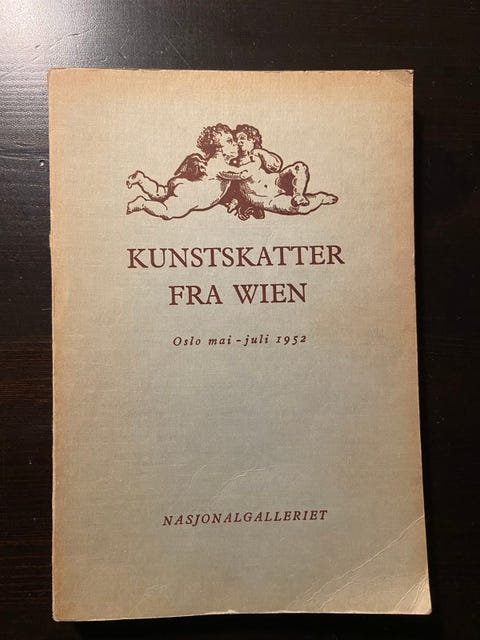 KUNSTSKATTER
FRA WIEN
Oslo mai - juli 1952
NASJONALGALLERIET